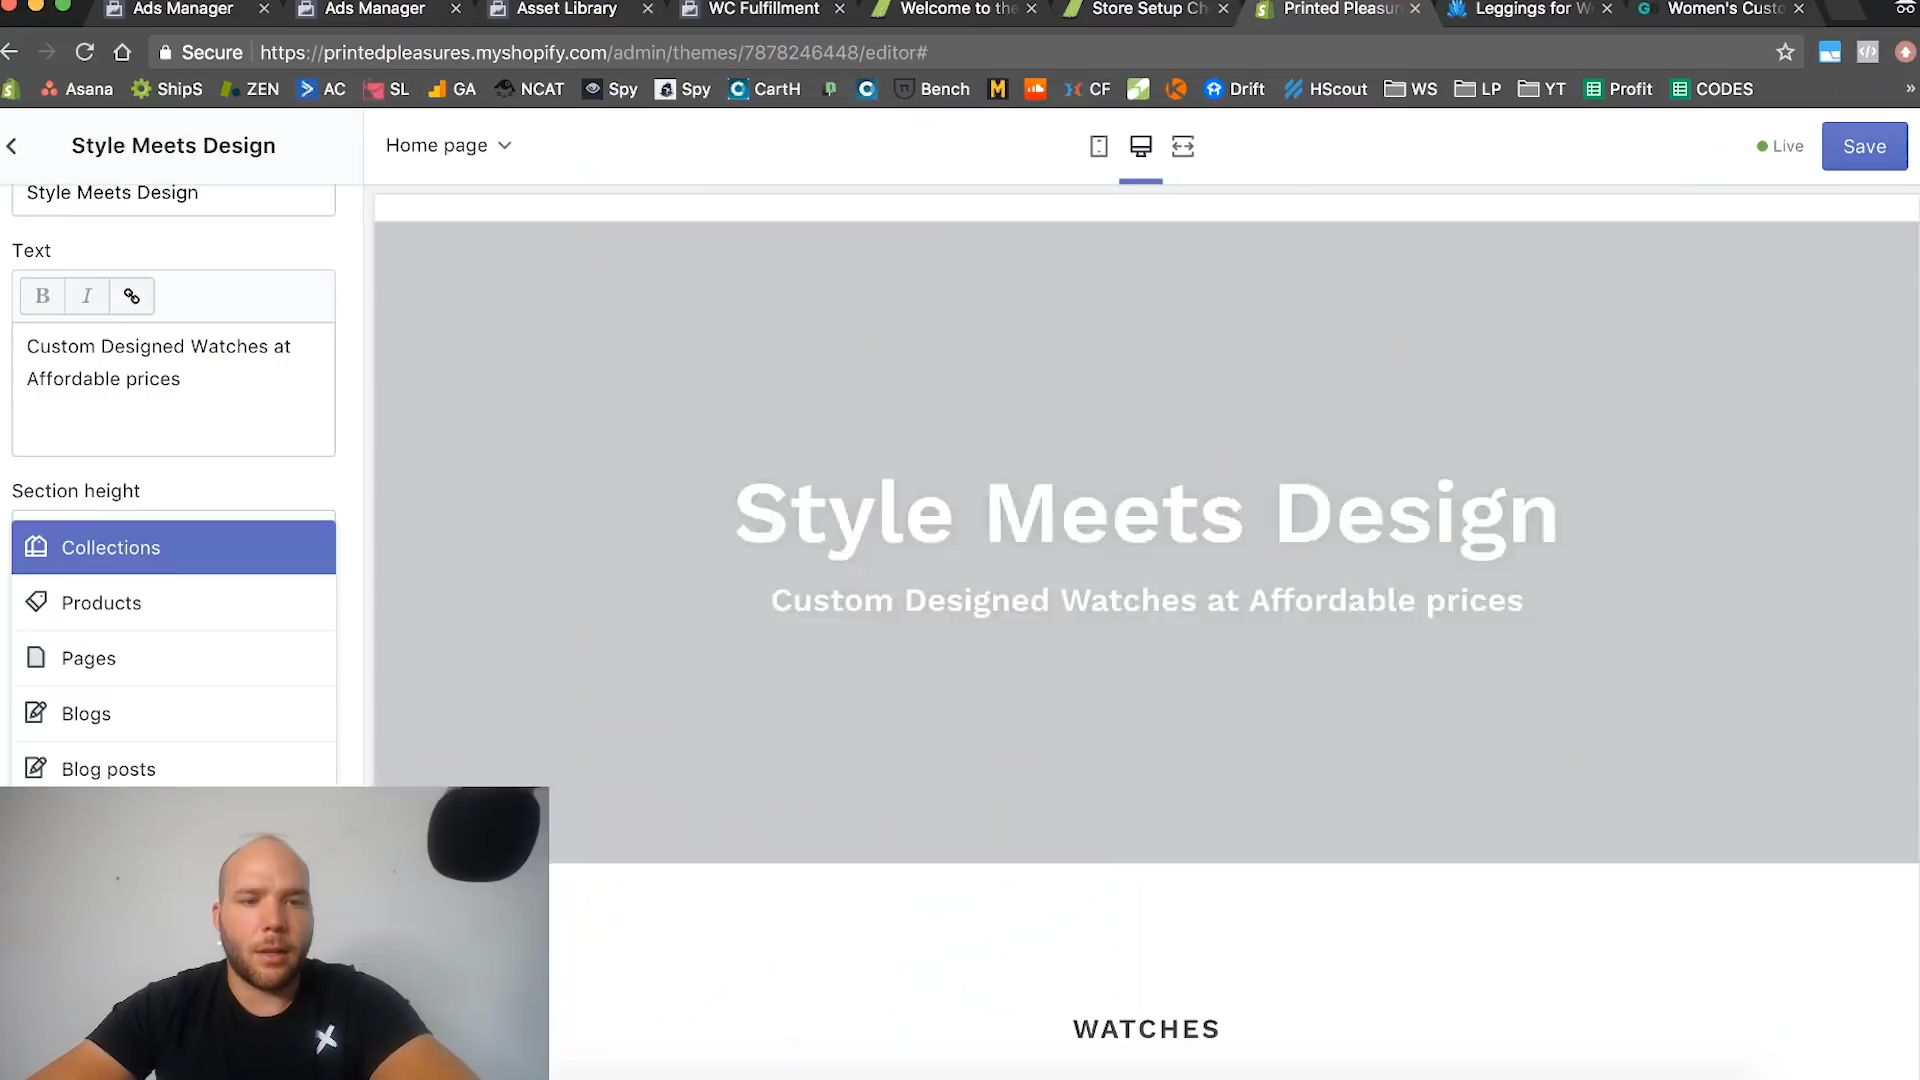 Ads Manager
Ads Manager
Asset Library
WC Fulfillment
Welcome to the
Store Setup Ch
Printed Pleasur
Leggings for W
Women's Custo
Secure
https://printedpleasures.myshopify.com/admin/themes/7878246448/editor#
Asana
ShipS
ZEN
AC
SL
GA
NCAT
Spy
Spy
CartH
Bench
CF
Drift
HScout
WS
LP
YT
Profit
CODES
»
Style Meets Design
Home page
Live
Save
Style Meets Design
Text
B I
Custom Designed Watches at
Affordable prices
Section height
Collections
Products
Pages
Blogs
Blog posts
Style Meets Design
Custom Designed Watches at Affordable prices
WATCHES